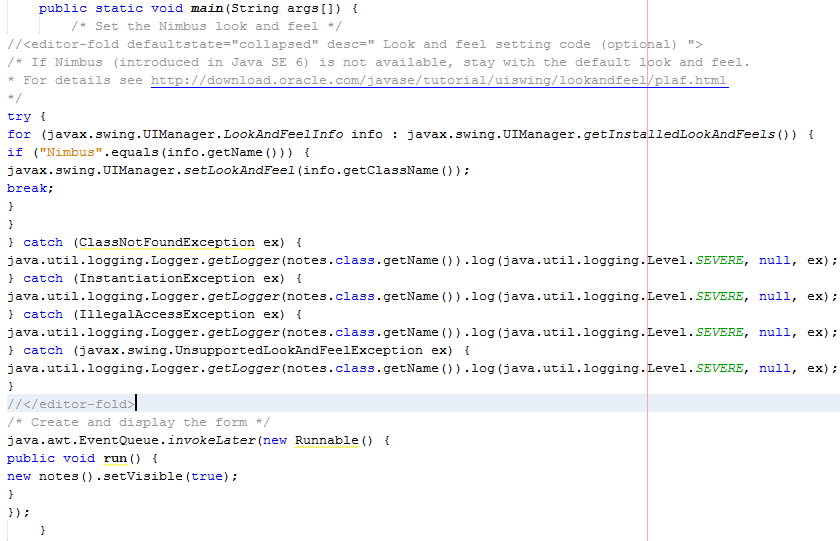 public static void main(String args[]) {
/* Set the Nimbus look and feel */
//<editor-fold defaultstate="collapsed" desc=" Look and feel setting code (optional) ">
/* If Nimbus (introduced in Java SE 6) is not available, stay with the default look and feel.
* For details see http://download.oracle.com/javase/tutorial/uiswing/lookandfeel/plaf.html
*/
try {
for (javax.swing.UIManager.LookAndFeelInfo info : javax.swing.UIManager.getInstalledLookAndFeels()) {
if ("Nimbus".equals(info.getName())) {
javax.swing.UIManager.setLookAndFeel(info.getClassName());
break;
}
}
} catch (ClassNotFoundException ex) {
java.util.logging.Logger.getLogger(notes.class.getName()).log(java.util.logging.Level.SEVERE, null, ex);
} catch (InstantiationException ex) {
java.util.logging.Logger.getLogger(notes.class.getName()).log(java.util.logging.Level.SEVERE, null, ex);
} catch (IllegalAccessException ex) {
java.util.logging.Logger.getLogger(notes.class.getName()).log(java.util.logging.Level.SEVERE, null, ex);
} catch (javax.swing.UnsupportedLookAndFeelException ex) {
java.util.logging.Logger.getLogger(notes.class.getName()).log(java.util.logging.Level.SEVERE, null, ex);
}
//</editor-fold>
/* Create and display the form */
java.awt.EventQueue.invokeLater(new Runnable() {
public void run() {
new notes().setVisible(true);
}
});
}